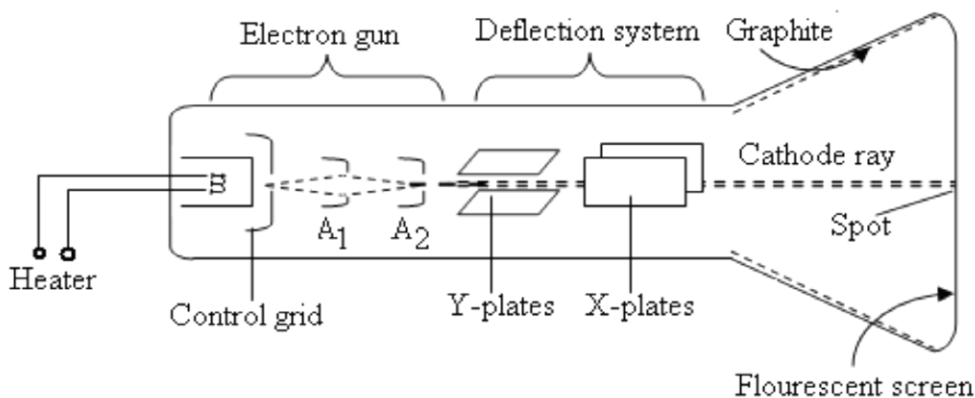 Electron gun
Deflection system
Graphite
Cathode ray
A1
A2
Spot
Heater
Control grid
Y-plates
X-plates
Flourescent screen